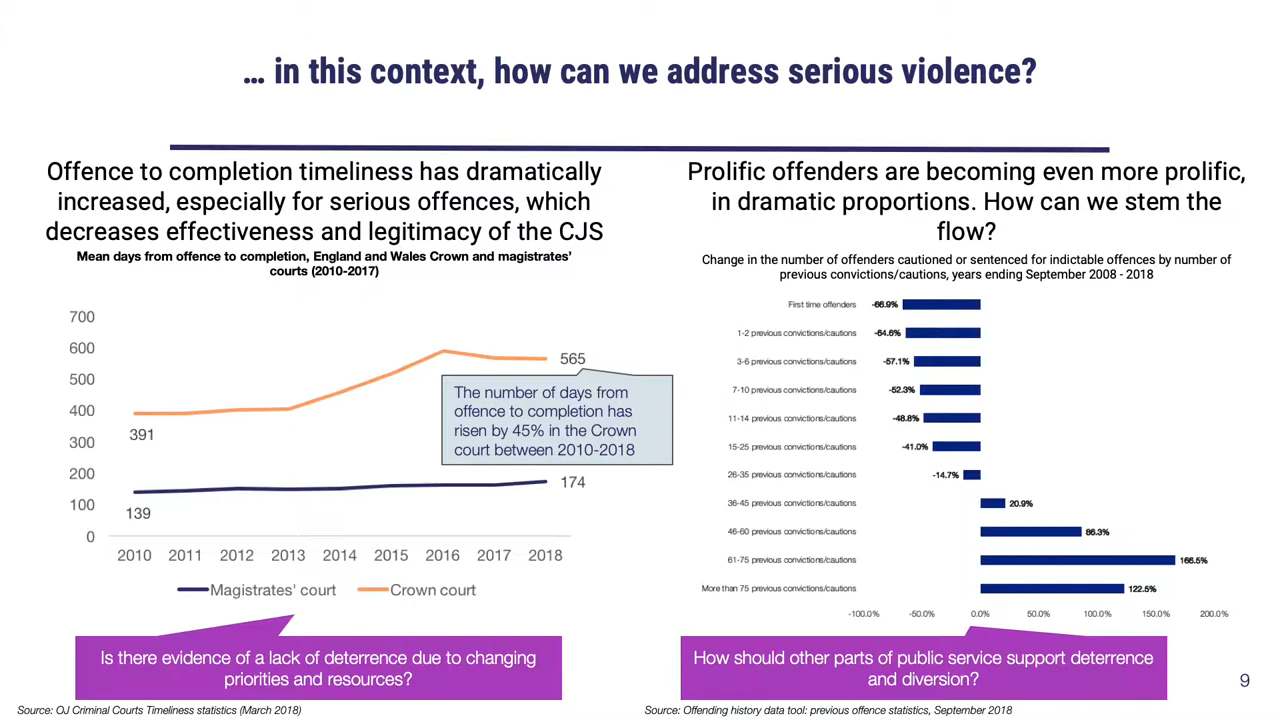 … in this context, how can we address serious violence?
Offence to completion timeliness has dramatically
increased, especially for serious offences, which
decreases effectiveness and legitimacy of the CJS
Mean days from offence to completion, England and Wales Crown and magistrates'
courts (2010-2017)
700
600
500
400
300
200
100
0
391
139
565
174
The number of days from
offence to completion has
risen by 45% in the Crown
court between 2010-2018
2010 2011 2012 2013 2014 2015 2016 2017 2018
Magistrates' court Crown court
Is there evidence of a lack of deterrence due to changing
priorities and resources?
Source: OJ Criminal Courts Timeliness statistics (March 2018)
Prolific offenders are becoming even more prolific,
in dramatic proportions. How can we stem the
flow?
Change in the number of offenders cautioned or sentenced for indictable offences by number of
previous convictions/cautions, years ending September 2008 - 2018
First time offenders -66.9%
1-2 previous convictions/cautions -64.6%
3-6 previous convictions/cautions -57.1%
7-10 previous convictions/cautions -52.3%
11-14 previous convictions/cautions -48.8%
15-25 previous convictions/cautions -41.0%
26-35 previous convictions/cautions -14.7%
36-45 previous convictions/cautions 20.9%
46-60 previous convictions/cautions 86.3%
61-75 previous convictions/cautions 166.5%
More than 75 previous convictions/cautions 122.5%
-100.0% -50.0% 0.0% 50.0% 100.0% 150.0% 200.0%
How should other parts of public service support deterrence
and diversion?
9
Source: Offending history data tool: previous offence statistics, September 2018